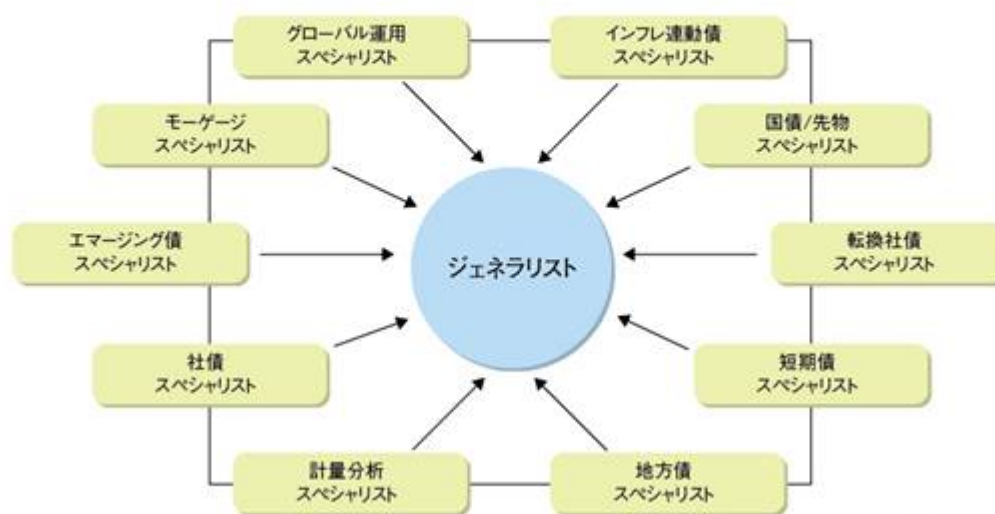 グローバル運用
スペシャリスト
インフレ連動債
スペシャリスト
モーゲージ
スペシャリスト
国債/先物
スペシャリスト
エマージング債
スペシャリスト
ジェネラリスト
転換社債
スペシャリスト
社債
スペシャリスト
短期債
スペシャリスト
計量分析
スペシャリスト
地方債
スペシャリスト